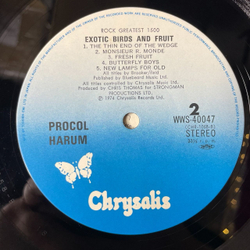 ROCK GREATEST 1500
EXOTIC BIRDS AND FRUIT
1. THE THIN END OF THE WEDGE
2. MONSIEUR R. MONDE
3. FRESH FRUIT
4. BUTTERFLY BOYS
5. NEW LAMPS FOR OLD
All titles by Brooker/Reid
Published by Bluebeard Music Ltd.
All titles controlled by Chrysalis Music Ltd.
Produced by CHRIS THOMAS for STRONGMAN
PRODUCTIONS LTD.
℗ 1974 Chrysalis Records Ltd.
2
WWS-40047
STEREO
PROCOL
HARUM
Chrysalis